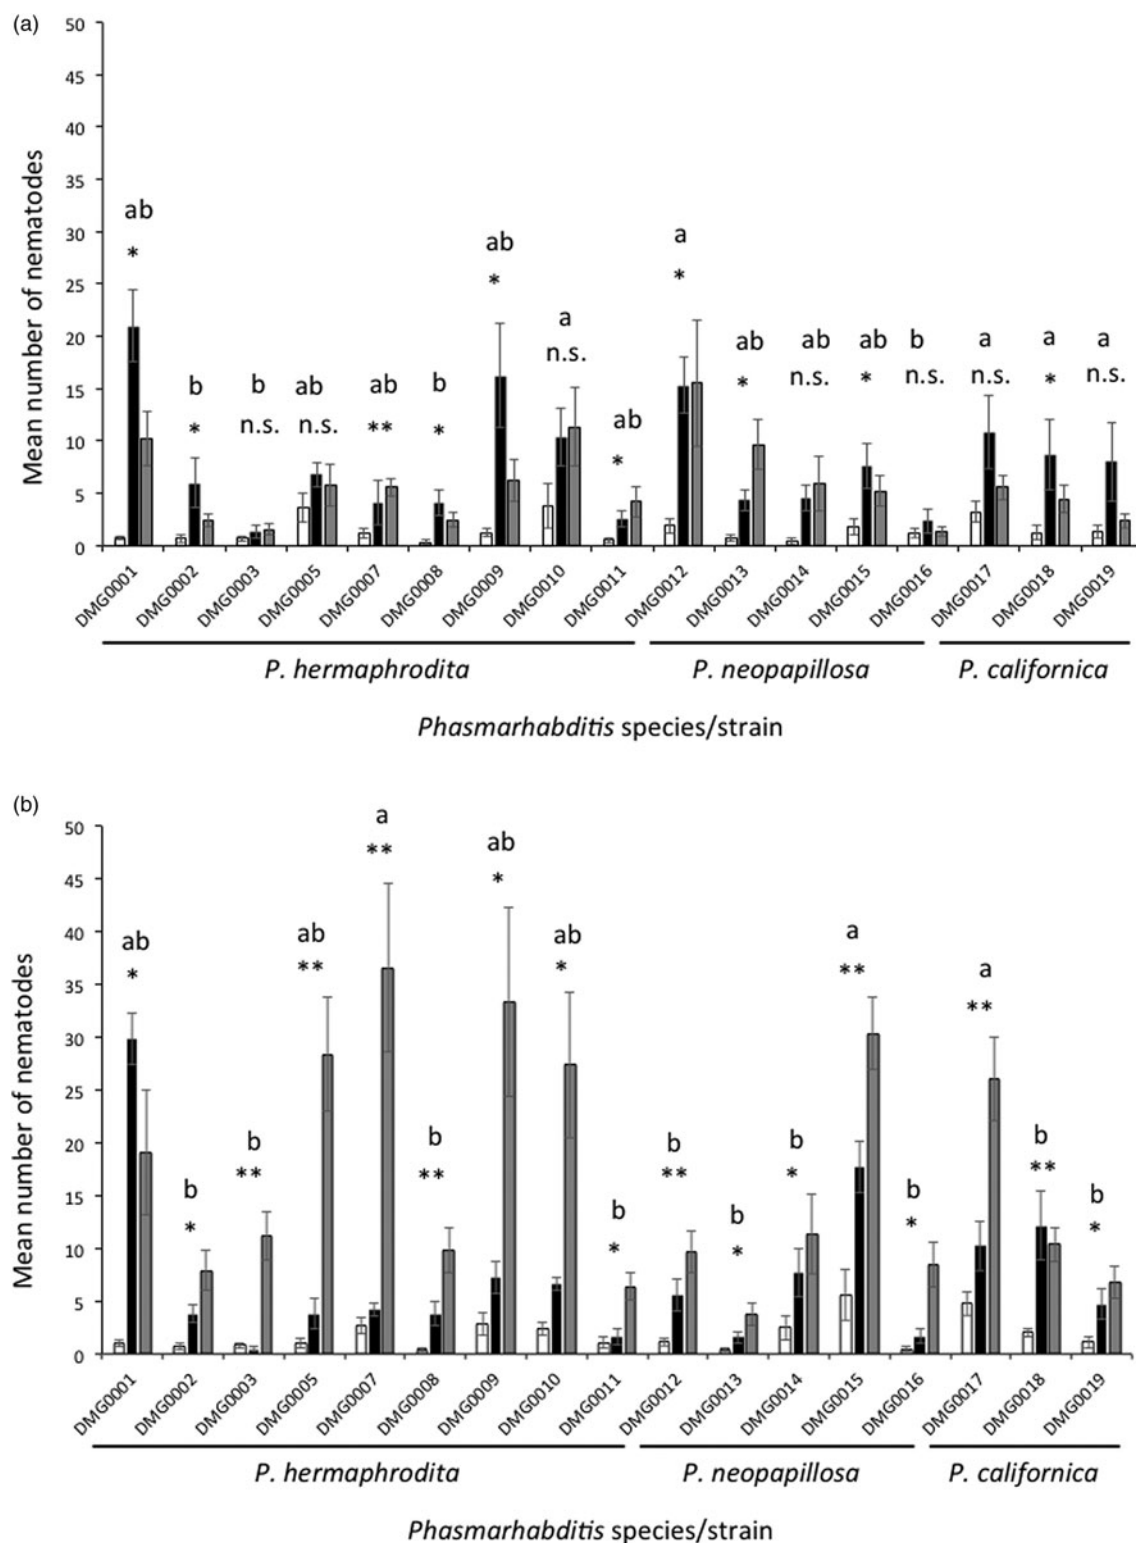 (a)
Mean number of nematodes
50
45
40
35
30
25
20
15
10
5
0
ab
*
b
*
b
n.s.
ab
n.s.
ab
**
b
*
ab
*
a
n.s.
ab
*
a
*
ab
*
ab
n.s.
ab
*
b
n.s.
a
n.s.
a
*
a
n.s.
DMG0001
DMG0002
DMG0003
DMG0005
DMG0007
DMG0008
DMG0009
DMG0010
DMG0011
DMG0012
DMG0013
DMG0014
DMG0015
DMG0016
DMG0017
DMG0018
DMG0019
P. hermaphrodita
P. neopapillosa
P. californica
Phasmarhabditis species/strain
(b)
Mean number of nematodes
50
45
40
35
30
25
20
15
10
5
0
ab
*
b
*
b
**
ab
**
a
**
b
**
ab
*
ab
*
b
*
b
**
b
*
b
*
a
**
b
*
a
**
b
**
b
*
DMG0001
DMG0002
DMG0003
DMG0005
DMG0007
DMG0008
DMG0009
DMG0010
DMG0011
DMG0012
DMG0013
DMG0014
DMG0015
DMG0016
DMG0017
DMG0018
DMG0019
P. hermaphrodita
P. neopapillosa
P. californica
Phasmarhabditis species/strain